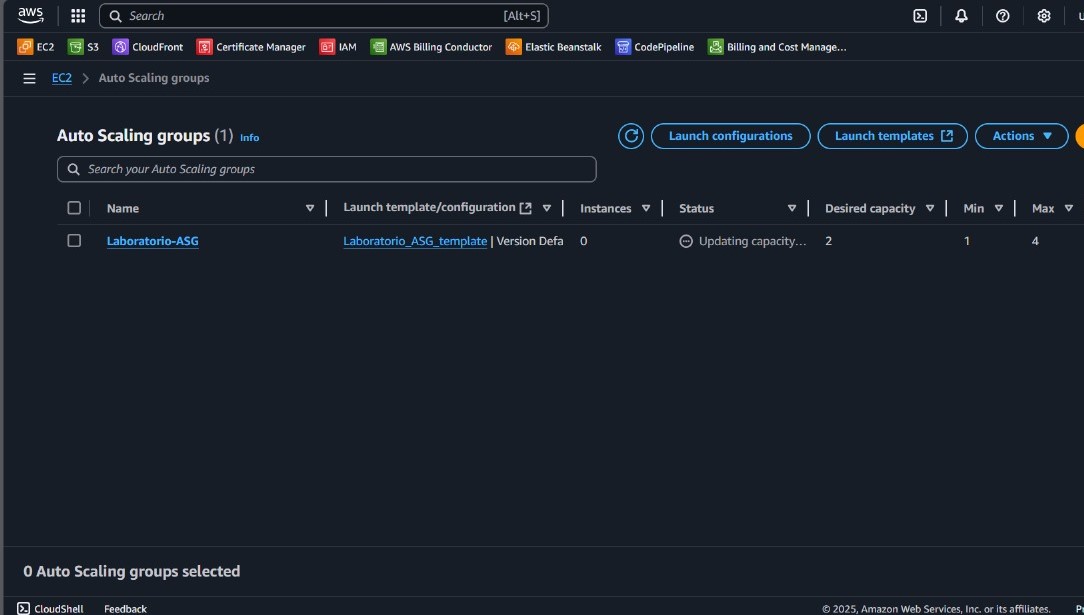 aws Search [Alt+S]
EC2 S3 CloudFront Certificate Manager IAM AWS Billing Conductor Elastic Beanstalk CodePipeline Billing and Cost Manage...
EC2 Auto Scaling groups
Auto Scaling groups (1) Info Launch configurations Launch templates Actions
Search your Auto Scaling groups
Name Launch template/configuration Instances Status Desired capacity Min Max
Laboratorio-ASG Laboratorio_ASG_template | Version Defa 0 Updating capacity... 2 1 4
0 Auto Scaling groups selected
CloudShell Feedback © 2025, Amazon Web Services, Inc. or its affiliates.